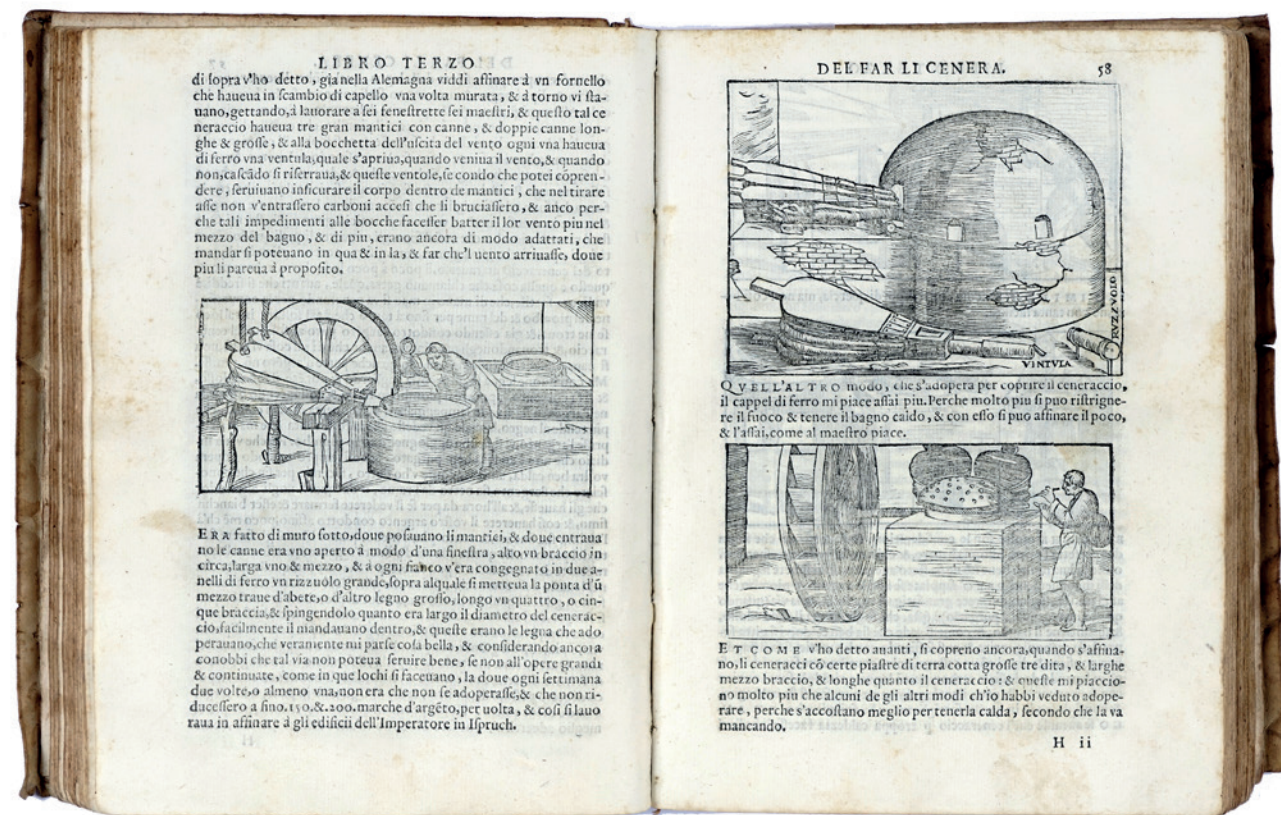 LIBRO TERZO
di sopra v'ho detto, gia nella Alemagna viddi affinare à vn fornello
che haueua in scambio di capello vna volta murata, & à torno vi sta-
uano, gettando, à lauorare a sei fenestrette sei maestri, & questo tal ce
neraccio haueua tre gran mantici con canne, & doppie canne lon-
ghe & grosse, & alla bocchetta dell'uscita del vento ogni vna haueua
di ferro vna ventula, quale s'apriua, quando veniua il vento, & quando
non, cascādo si riserraua, & queste ventole, se condo che potei cōpren-
dere, seruiuano insicurare il corpo dentro de mantici, che nel tirare
asse non v'entrassero carboni accesi che li bruciassero, & anco per-
che tali impedimenti alle bocche facesser batter il lor vento piu nel
mezzo del bagno, & di piu, erano ancora di modo adattati, che
mandar si poteuano in qua & in la, & far che'l uento arriuasse, doue
piu li pareua à proposito.
ERA fatto di muro sotto, doue posauano li mantici, & doue entraua
no le canne era vno aperto à modo d'una finestra, alto vn braccio in
circa, larga vno & mezzo, & à ogni fianco v'era congegnato in due a-
nelli di ferro vn rizzuolo grande, sopra alquale si metteua la ponta d'ū
mezzo traue d'abete, o d'altro legno grosso, longo vn quattro, o cin-
que braccia, & spingendolo quanto era largo il diametro del cenerac-
cio, facilmente il mandauano dentro, & queste erano le legna che ado
perauano, che veramente mi parse cosa bella, & considerando ancora
conobbi che tal via non poteua seruire bene, se non all'opere grandi
& continuate, come in que lochi si faceuano, la doue ogni settimana
due volte, o almeno vna, non era che non se adoperasse, & che non ri-
ducessero a fino. 150. & 200. marche d'argēto, per uolta, & cosi si lauo
raua in affinare à gli edificii dell'Imperatore in Ispruch.
DEL FAR LI CENERA. 58
RUZZVOLO
VINTVLA
QVELL'ALTRO modo, che s'adopera per coprire il ceneraccio,
il cappel di ferro mi piace assai piu. Perche molto piu si puo ristrigne-
re il fuoco & tenere il bagno caldo, & con esso si puo affinare il poco,
& l'assai, come al maestro piace.
ET COME v'ho detto ananti, si copreno ancora, quando s'affina-
no, li ceneracci cō certe piastre di terra cotta grosse tre dita, & larghe
mezzo braccio, & longhe quanto il ceneraccio: & queste mi piaccio-
no molto piu che alcuni de gli altri modi ch'io habbi veduto adope-
rare, perche s'accostano meglio per tenerla calda, secondo che la va
mancando.
H ii